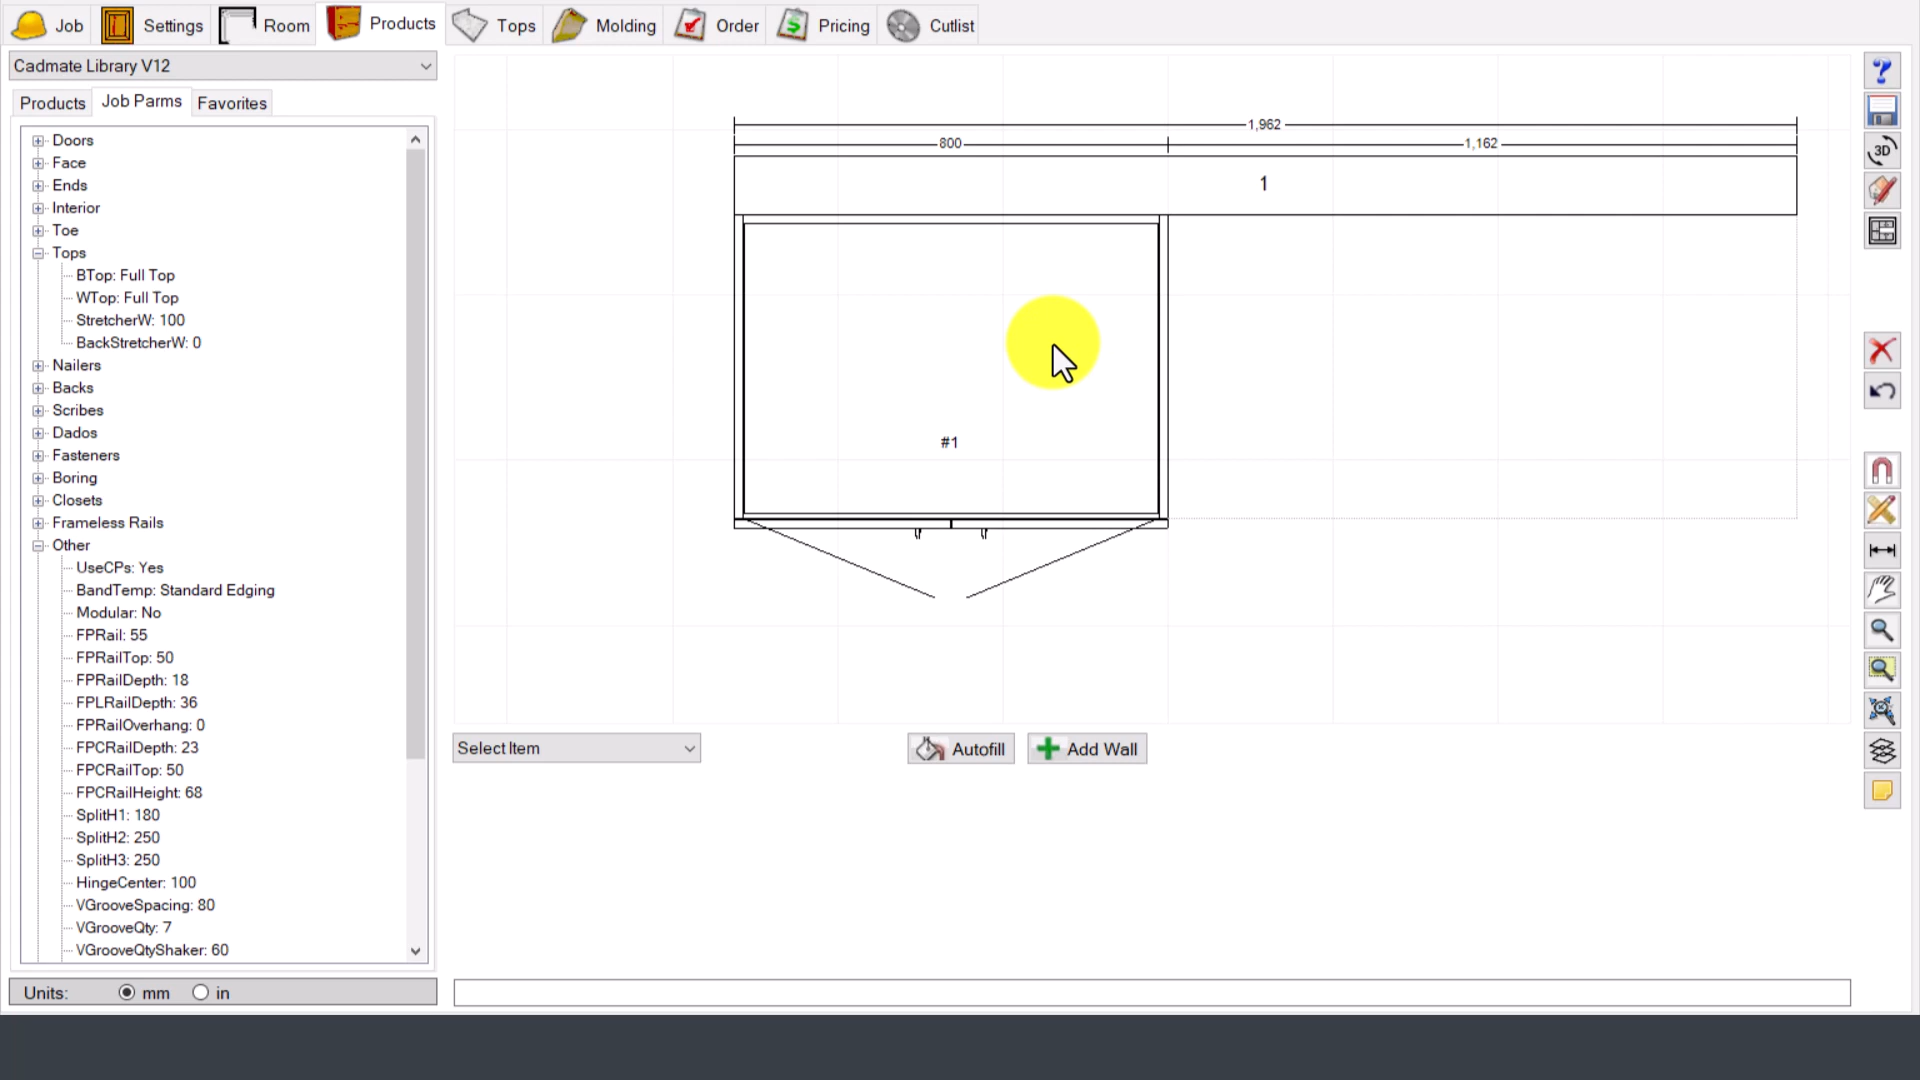 Job Settings Room Products Tops Molding Order Pricing Cutlist
Cadmate Library V12
Products Job Parms Favorites
Doors
Face
Ends
Interior
Toe
Tops
BTop: Full Top
WTop: Full Top
StretcherW: 100
BackStretcherW: 0
Nailers
Backs
Scribes
Dados
Fasteners
Boring
Closets
Frameless Rails
Other
UseCPs: Yes
BandTemp: Standard Edging
Modular: No
FPRail: 55
FPRailTop: 50
FPRailDepth: 18
FPLRailDepth: 36
FPRailOverhang: 0
FPCRailDepth: 23
FPCRailTop: 50
FPCRailHeight: 68
SplitH1: 180
SplitH2: 250
SplitH3: 250
HingeCenter: 100
VGrooveSpacing: 80
VGrooveQty: 7
VGrooveQtyShaker: 60
Units: mm in
1,962
800 1,162
1
#1
Select Item Autofill Add Wall
?
3D